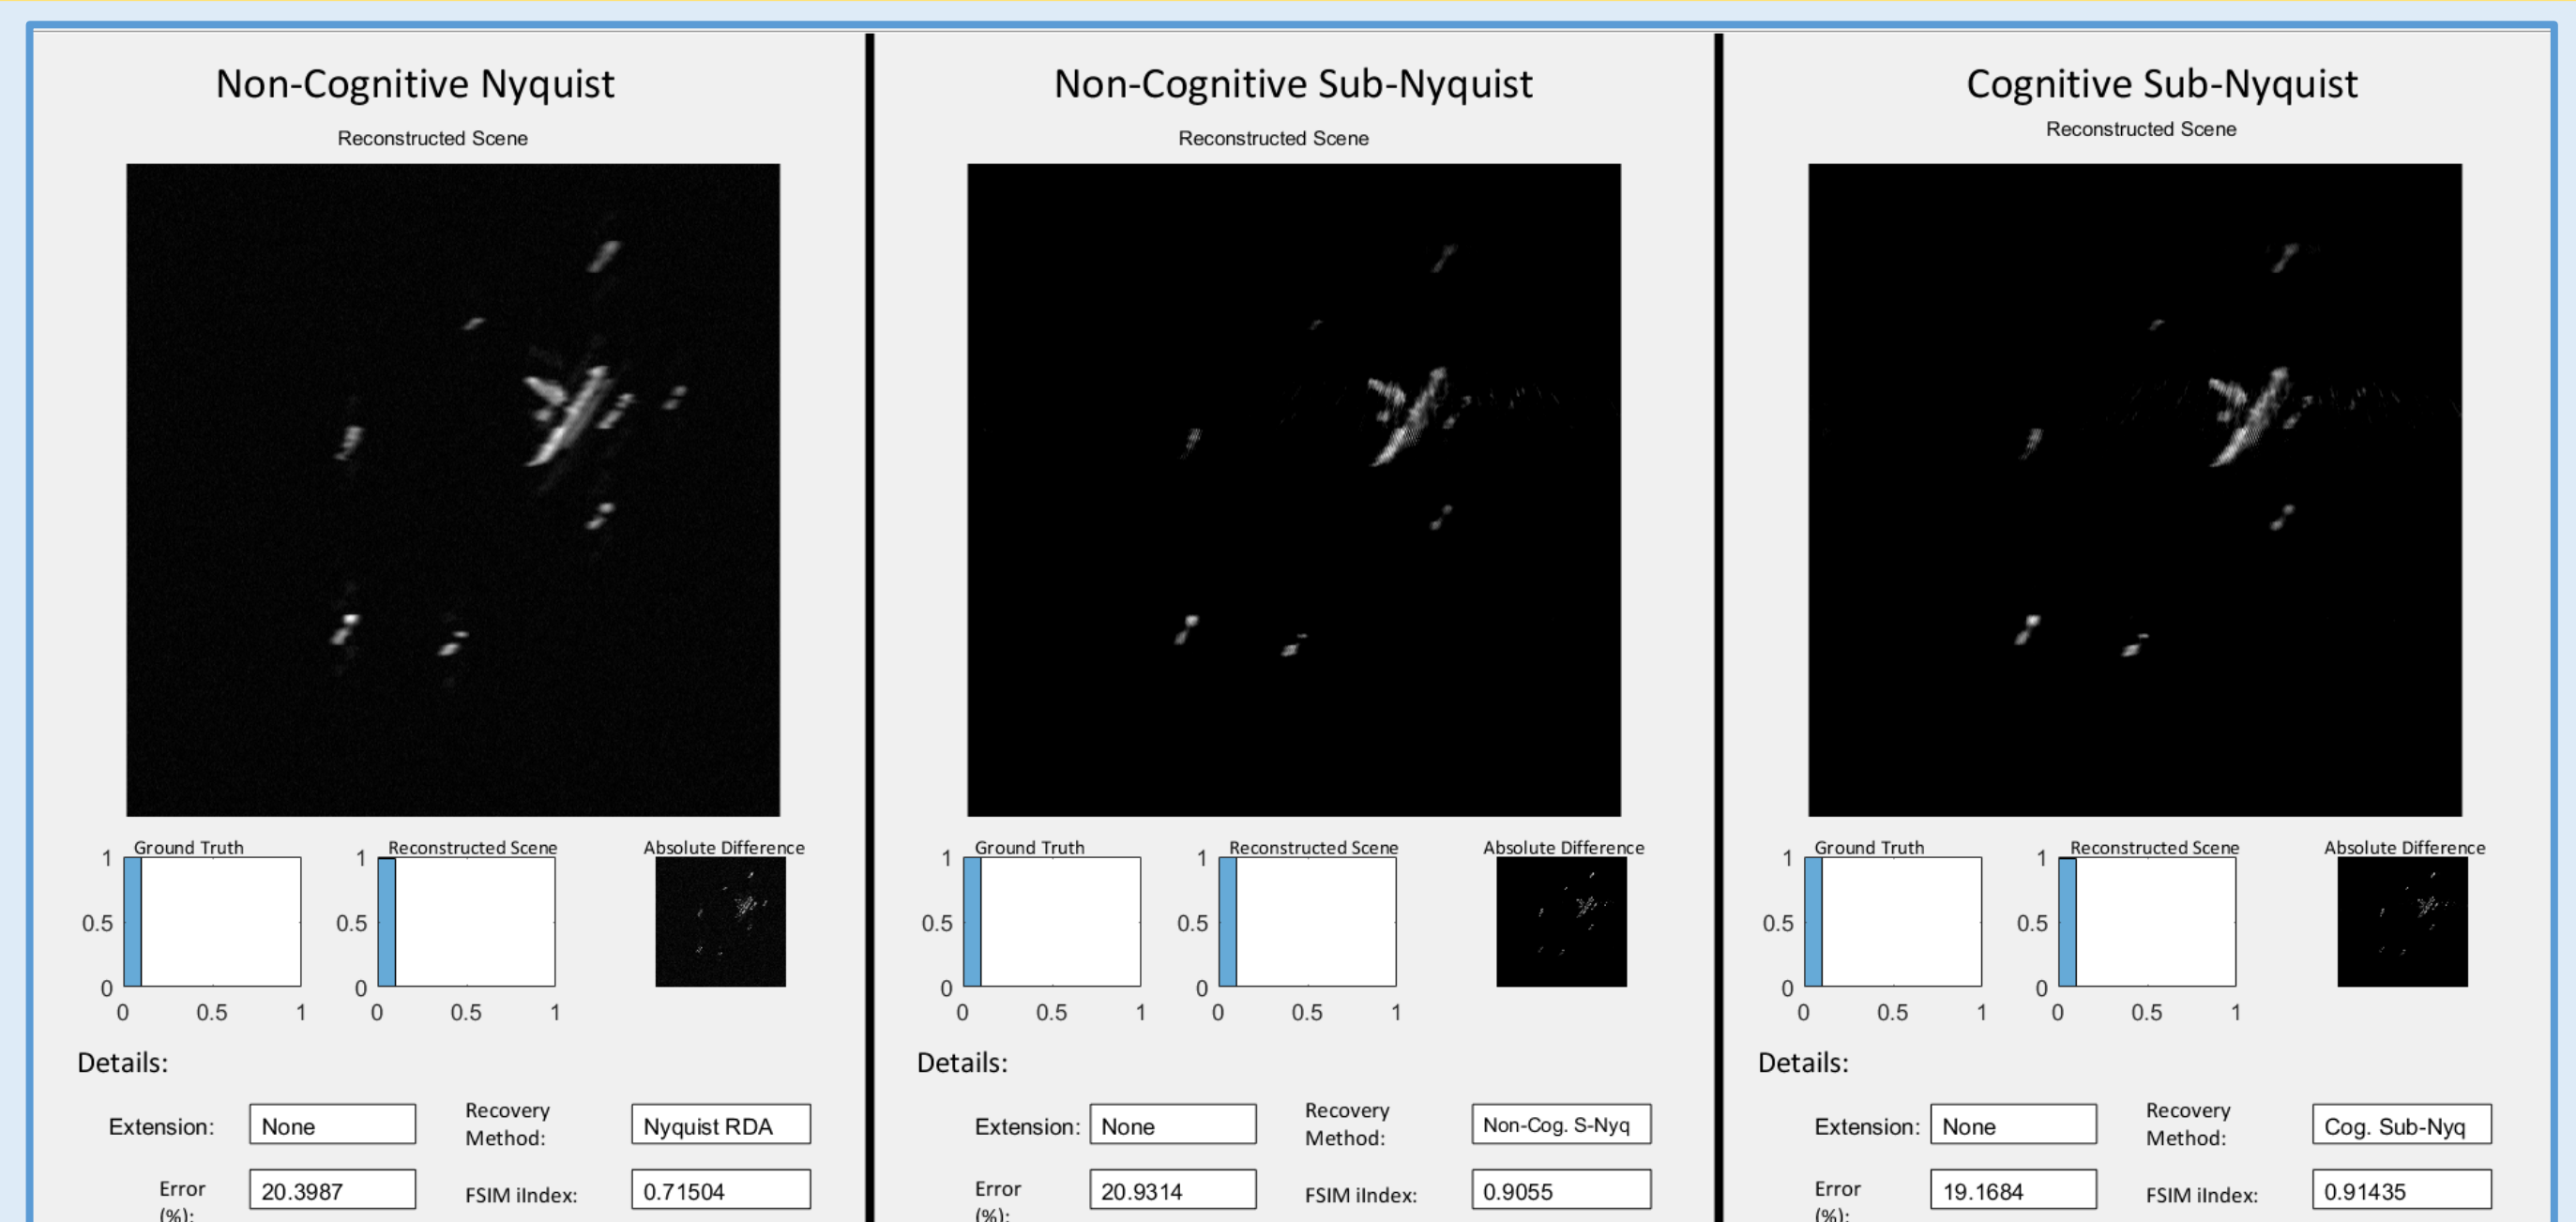 Non-Cognitive Nyquist
Reconstructed Scene
Ground Truth
1
0.5
0
0 0.5 1
Reconstructed Scene
1
0.5
0
0 0.5 1
Absolute Difference
Details:
Extension: None
Recovery
Method: Nyquist RDA
Error
(%): 20.3987
FSIM iIndex: 0.71504
Non-Cognitive Sub-Nyquist
Reconstructed Scene
Ground Truth
1
0.5
0
0 0.5 1
Reconstructed Scene
1
0.5
0
0 0.5 1
Absolute Difference
Details:
Extension: None
Recovery
Method: Non-Cog. S-Nyq
Error
(%): 20.9314
FSIM iIndex: 0.9055
Cognitive Sub-Nyquist
Reconstructed Scene
Ground Truth
1
0.5
0
0 0.5 1
Reconstructed Scene
1
0.5
0
0 0.5 1
Absolute Difference
Details:
Extension: None
Recovery
Method: Cog. Sub-Nyq
Error
(%): 19.1684
FSIM iIndex: 0.91435